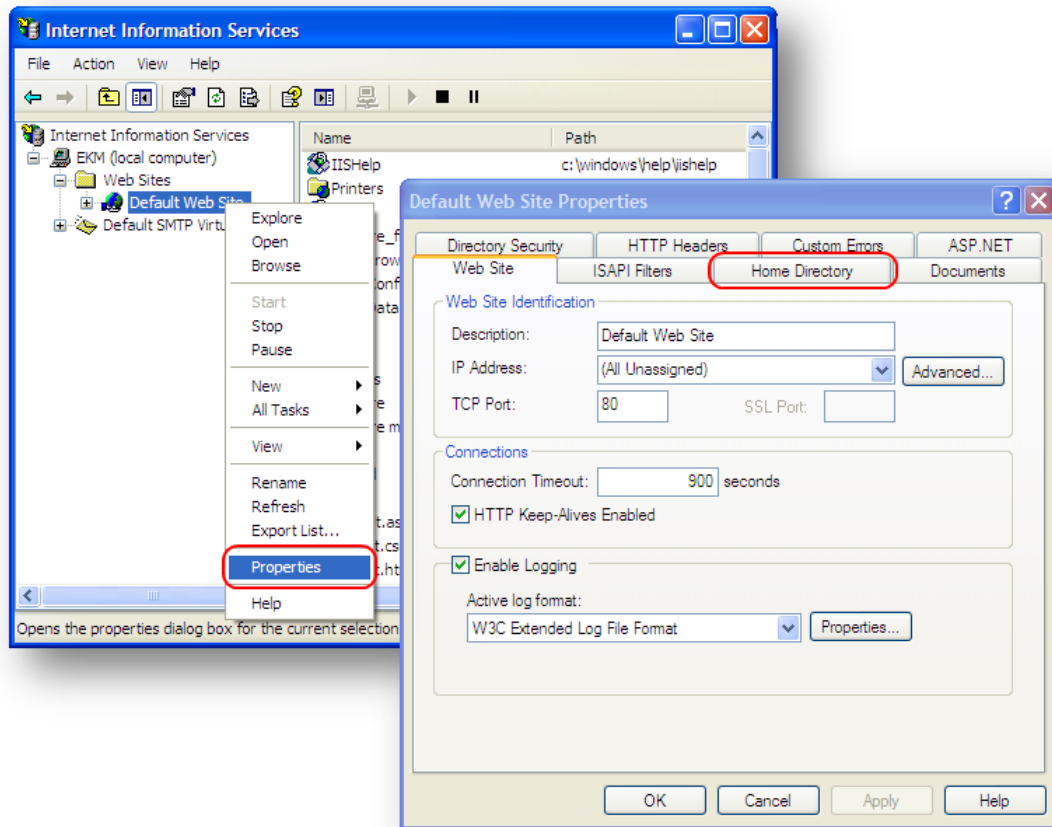 Internet Information Services
File Action View Help
Internet Information Services
EKM (local computer)
Web Sites
Default Web Site
Default SMTP Virtu
Name Path
IISHelp c:\windows\help\iishelp
Printers
Explore
Open
Browse
Start
Stop
Pause
New
All Tasks
View
Rename
Refresh
Export List...
Properties
Help
Opens the properties dialog box for the current selection
Default Web Site Properties
Directory Security HTTP Headers Custom Errors ASP.NET
Web Site ISAPI Filters Home Directory Documents
Web Site Identification
Description: Default Web Site
IP Address: (All Unassigned) Advanced...
TCP Port: 80 SSL Port:
Connections
Connection Timeout: 900 seconds
HTTP Keep-Alives Enabled
Enable Logging
Active log format:
W3C Extended Log File Format Properties...
OK Cancel Apply Help